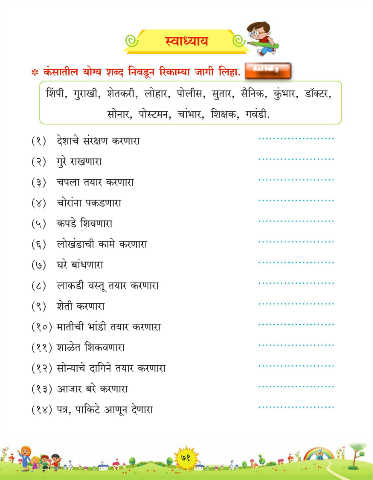 स्वाध्याय
❉ कंसातील योग्य शब्द निवडून रिकाम्या जागी लिहा.
शिंपी, गुराखी, शेतकरी, लोहार, पोलीस, सुतार, सैनिक, कुंभार, डॉक्टर,
सोनार, पोस्टमन, चांभार, शिक्षक, गवंडी.
(१) देशाचे संरक्षण करणारा ....................
(२) गुरे राखणारा ....................
(३) चपला तयार करणारा ....................
(४) चोरांना पकडणारा ....................
(५) कपडे शिवणारा ....................
(६) लोखंडाची कामे करणारा ....................
(७) घरे बांधणारा ....................
(८) लाकडी वस्तू तयार करणारा ....................
(९) शेती करणारा ....................
(१०) मातीची भांडी तयार करणारा ....................
(११) शाळेत शिकवणारा ....................
(१२) सोन्याचे दागिने तयार करणारा ....................
(१३) आजार बरे करणारा ....................
(१४) पत्र, पाकिटे आणून देणारा ....................
७१